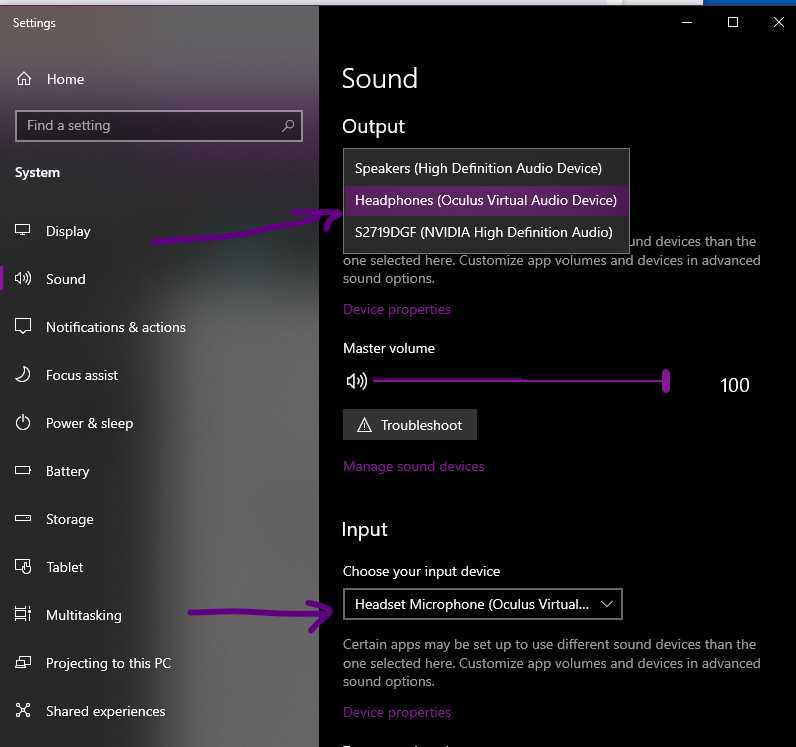 Settings
Home
Find a setting
System
Display
Sound
Notifications & actions
Focus assist
Power & sleep
Battery
Storage
Tablet
Multitasking
Projecting to this PC
Shared experiences
Sound
Output
Speakers (High Definition Audio Device)
Headphones (Oculus Virtual Audio Device)
S2719DGF (NVIDIA High Definition Audio)
sound devices than the
one selected here. Customize app volumes and devices in advanced
sound options.
Device properties
Master volume
100
Troubleshoot
Manage sound devices
Input
Choose your input device
Headset Microphone (Oculus Virtual...
Certain apps may be set up to use different sound devices than the
one selected here. Customize app volumes and devices in advanced
sound options.
Device properties